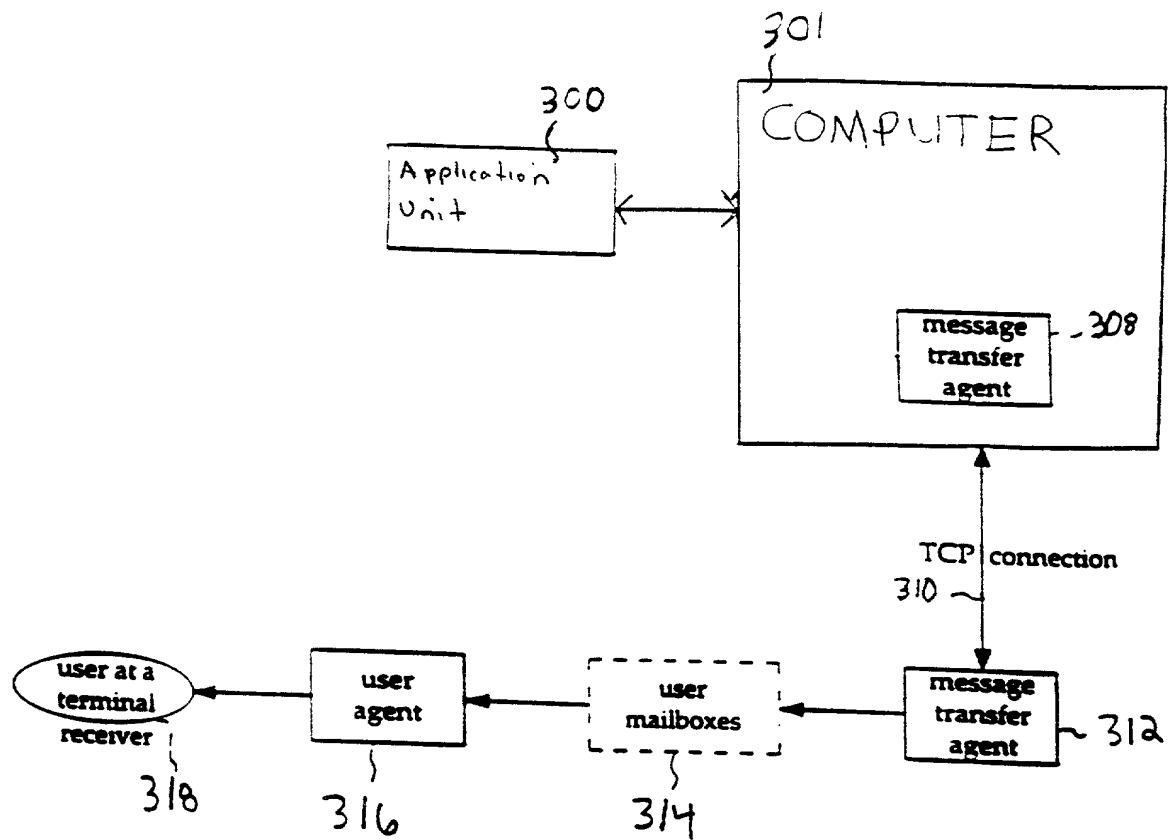 301
COMPUTER
300
Application
Unit
message
transfer
agent
308
TCP connection
310
user at a
terminal
receiver
318
user
agent
316
user
mailboxes
314
message
transfer
agent
312